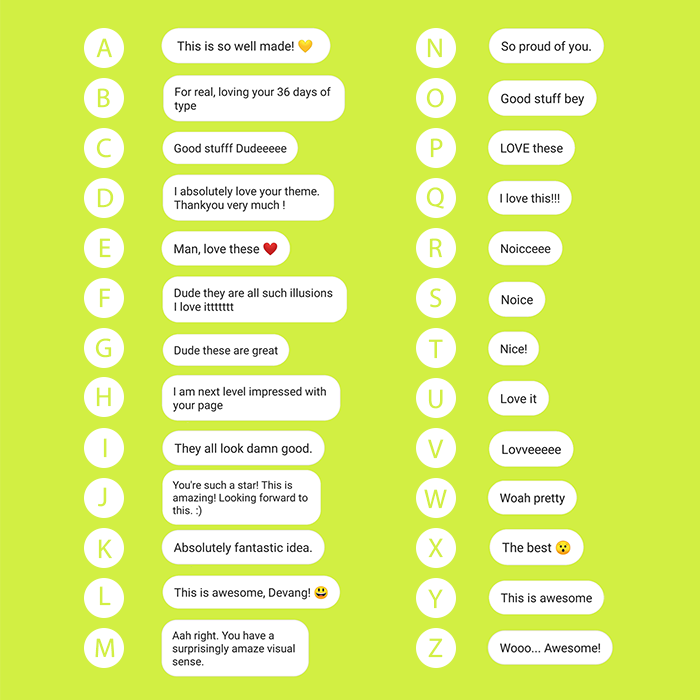 A
This is so well made! 💛
B
For real, loving your 36 days of
type
C
Good stufff Dudeeeee
D
I absolutely love your theme.
Thankyou very much !
E
Man, love these ❤️
F
Dude they are all such illusions
I love ittttttt
G
Dude these are great
H
I am next level impressed with
your page
I
They all look damn good.
J
You're such a star! This is
amazing! Looking forward to
this. :)
K
Absolutely fantastic idea.
L
This is awesome, Devang! 😃
M
Aah right. You have a
surprisingly amaze visual
sense.
N
So proud of you.
O
Good stuff bey
P
LOVE these
Q
I love this!!!
R
Noicceee
S
Noice
T
Nice!
U
Love it
V
Lovveeeee
W
Woah pretty
X
The best 😮
Y
This is awesome
Z
Wooo... Awesome!